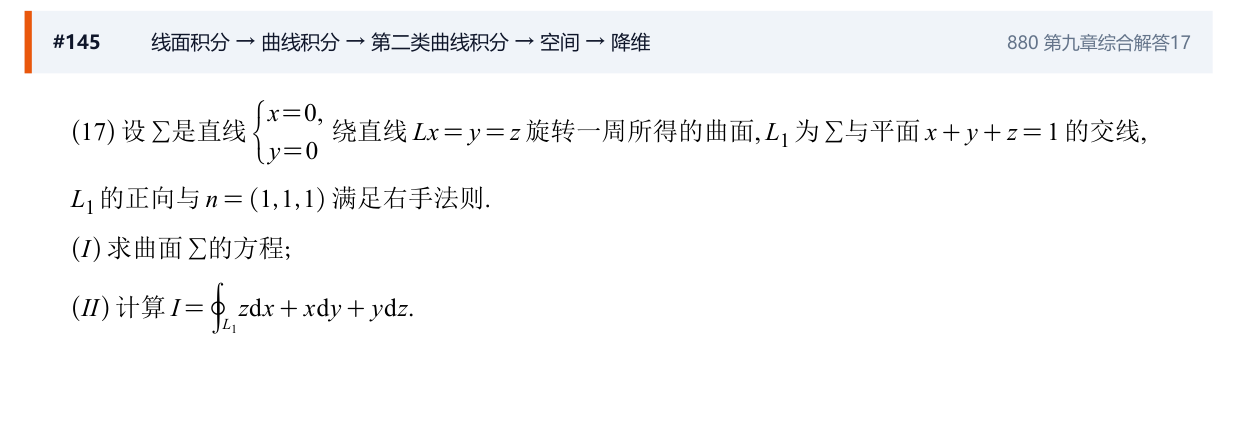 #145 线面积分 → 曲线积分 → 第二类曲线积分 → 空间 → 降维 880 第九章综合解答17
(17) 设 ∑是直线 {x=0, y=0 绕直线 Lx=y=z 旋转一周所得的曲面, L₁ 为 ∑与平面 x+y+z=1 的交线,
L₁ 的正向与 n=(1,1,1) 满足右手法则.
(I) 求曲面 ∑的方程;
(II) 计算 I=∮_{L₁} zdx+xdy+ydz.